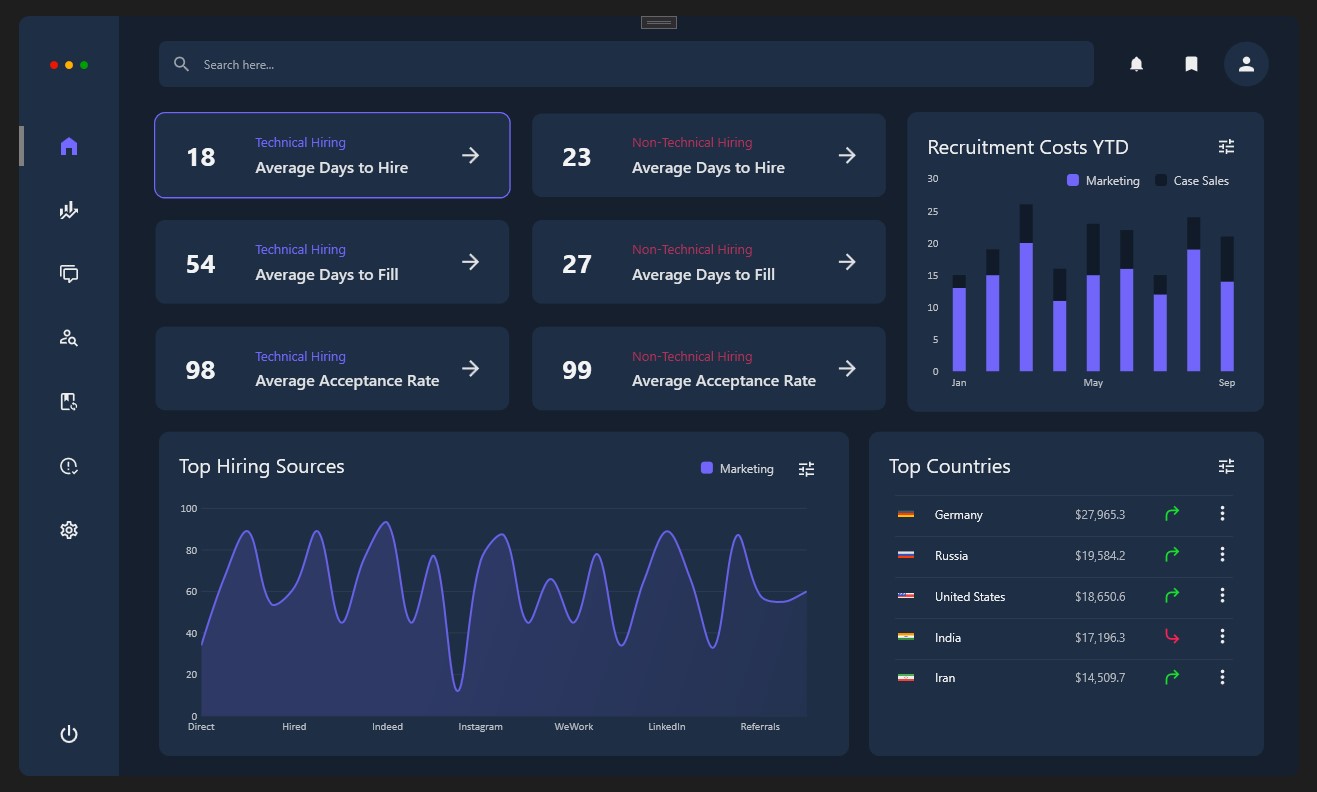 Search here...
18
Technical Hiring
Average Days to Hire
23
Non-Technical Hiring
Average Days to Hire
54
Technical Hiring
Average Days to Fill
27
Non-Technical Hiring
Average Days to Fill
98
Technical Hiring
Average Acceptance Rate
99
Non-Technical Hiring
Average Acceptance Rate
Recruitment Costs YTD
Marketing
Case Sales
30
25
20
15
10
5
0
Jan
May
Sep
Top Hiring Sources
Marketing
100
80
60
40
20
0
Direct
Hired
Indeed
Instagram
WeWork
LinkedIn
Referrals
Top Countries
Germany $27,965.3
Russia $19,584.2
United States $18,650.6
India $17,196.3
Iran $14,509.7